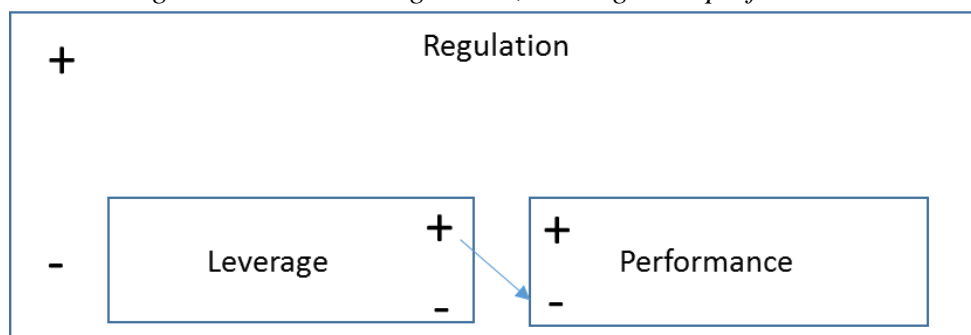 Regulation
+
+ +
- Leverage Performance
- -